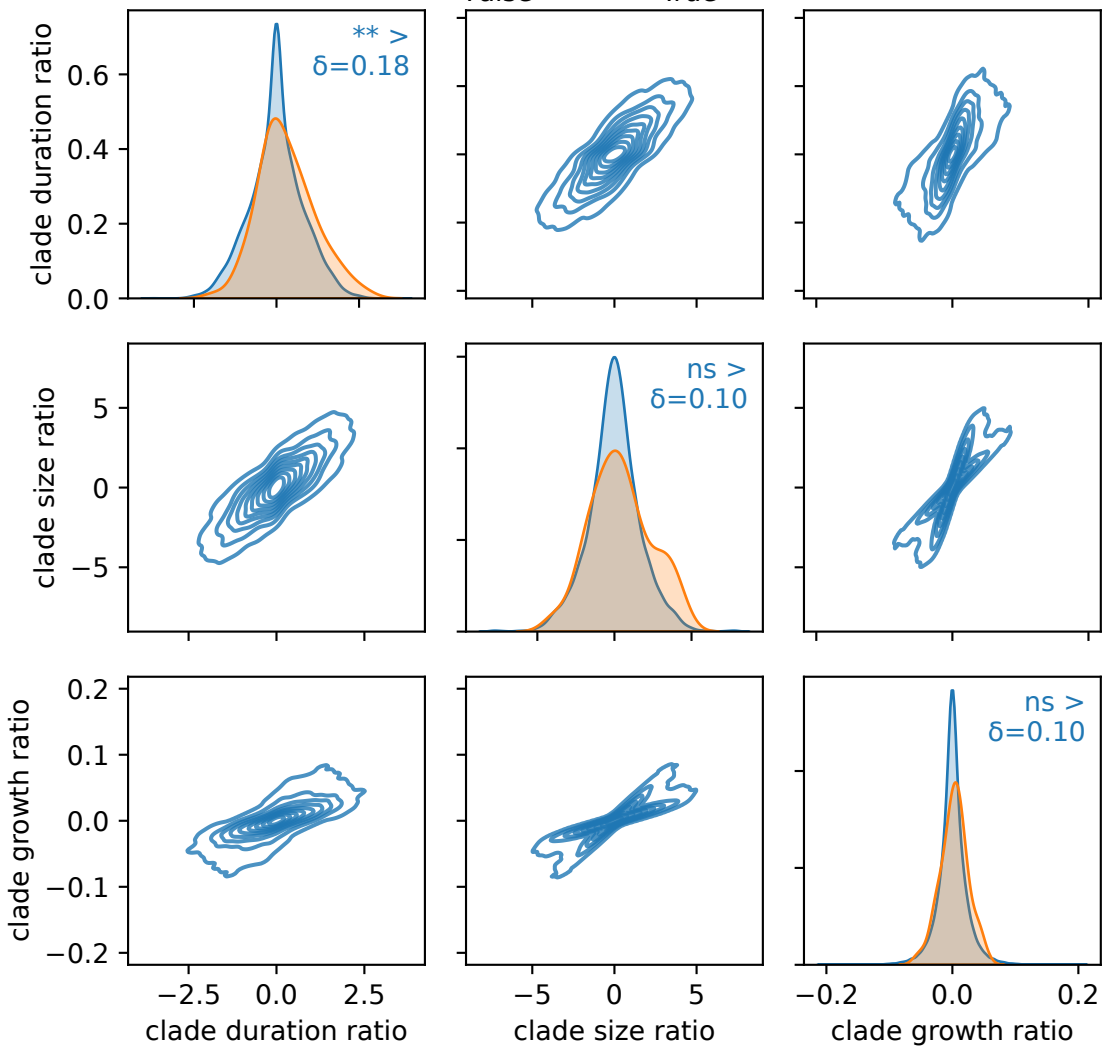 ** >
δ=0.18
clade duration ratio
0.6
0.4
0.2
0.0
ns >
δ=0.10
clade size ratio
5
0
−5
ns >
δ=0.10
clade growth ratio
0.2
0.1
0.0
−0.1
−0.2
−2.5 0.0 2.5
−5 0 5
−0.2 0.0 0.2
clade duration ratio
clade size ratio
clade growth ratio